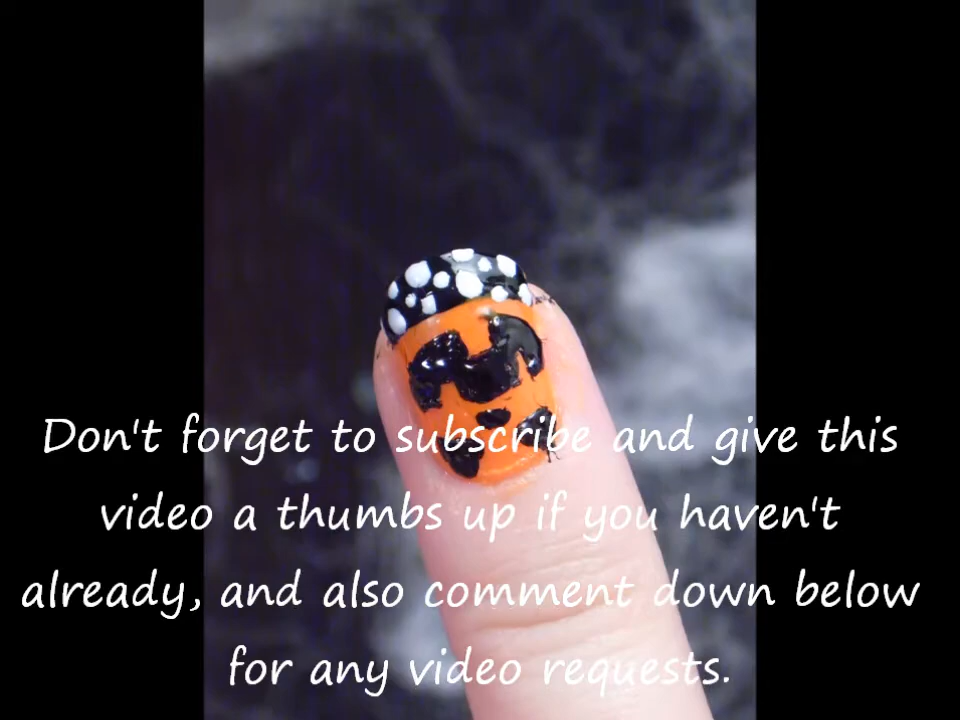 Don't forget to subscribe and give this
video a thumbs up if you haven't
already, and also comment down below
for any video requests.